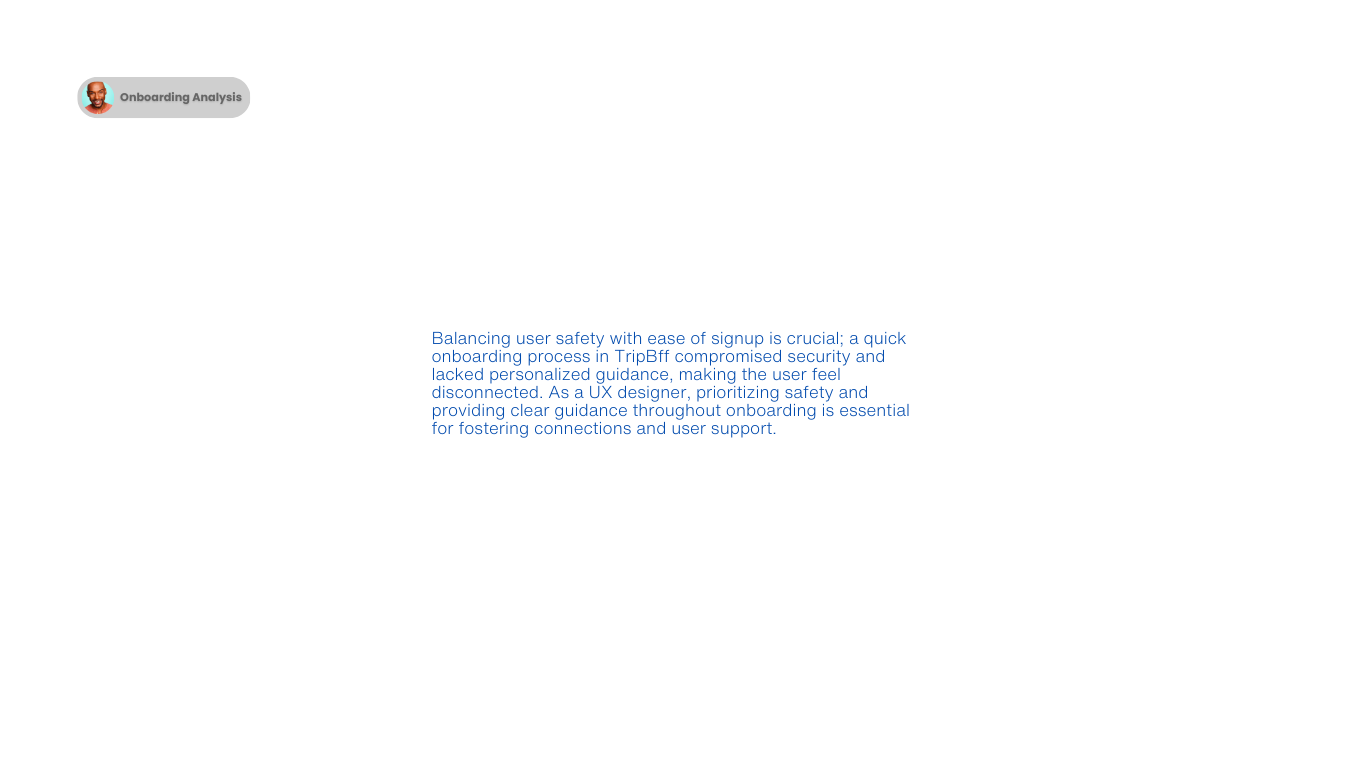 Onboarding Analysis
Balancing user safety with ease of signup is crucial; a quick
onboarding process in TripBff compromised security and
lacked personalized guidance, making the user feel
disconnected. As a UX designer, prioritizing safety and
providing clear guidance throughout onboarding is essential
for fostering connections and user support.